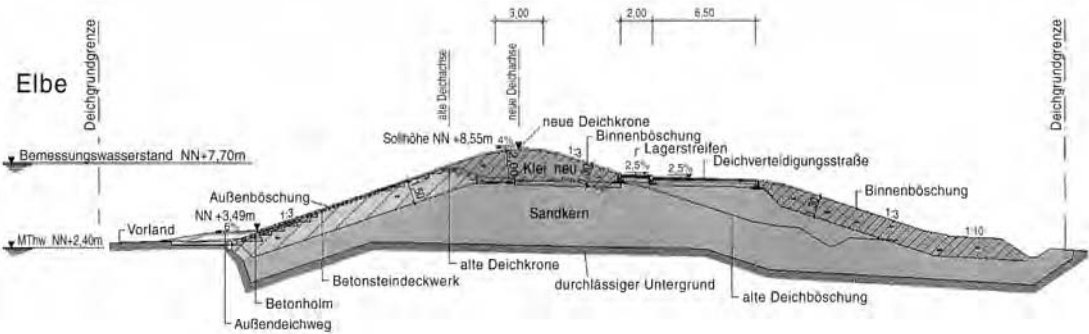 3,00
2,00
6,50
Elbe
Deichgrundgrenze
alte Deichachse
neue Deichachse
Deichgrundgrenze
Sollhöhe NN +8,55m
4%
neue Deichkrone
Binnenböschung
Lagerstreifen
Bemessungswasserstand NN+7,70m
2,00
Klei neu
1:3
2,5%
2,5%
Deichverteidigungsstraße
Außenböschung
1:3
Binnenböschung
NN +3,49m
1:3
Sandkern
Vorland
1:10
MThw NN+2,40m
alte Deichkrone
Betonsteindeckwerk
durchlässiger Untergrund
alte Deichböschung
Betonholm
Außendeichweg